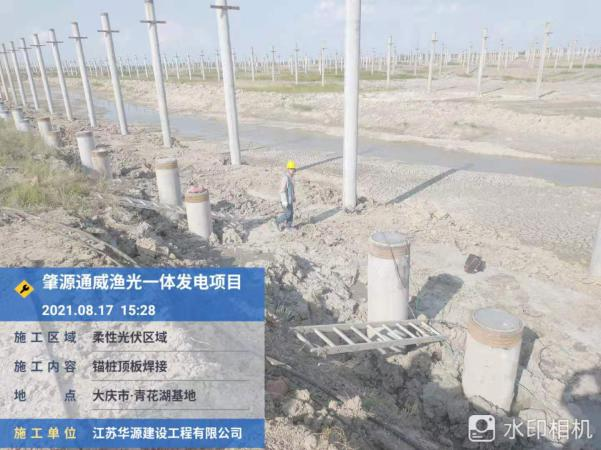 肇源通威渔光一体发电项目
2021.08.17 15:28
施工区域 柔性光伏区域
施工内容 锚桩顶板焊接
地点 大庆市·青花湖基地
施工单位 江苏华源建设工程有限公司
水印相机